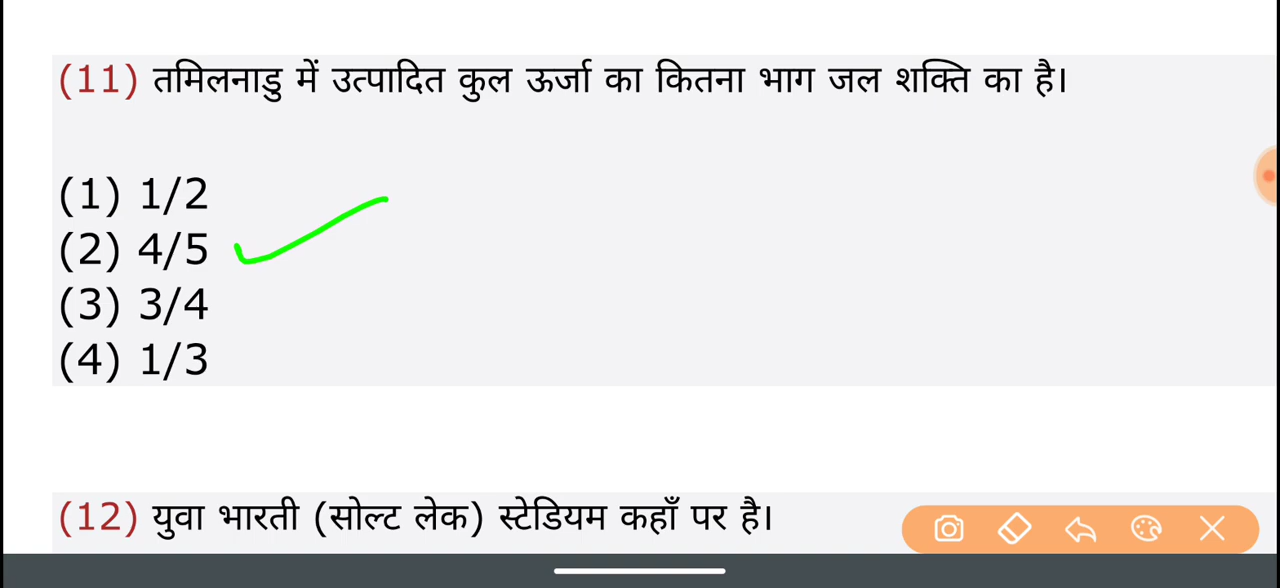 (11) तमिलनाडु में उत्पादित कुल ऊर्जा का कितना भाग जल शक्ति का है।
(1) 1/2
(2) 4/5
(3) 3/4
(4) 1/3
(12) युवा भारती (सोल्ट लेक) स्टेडियम कहाँ पर है।